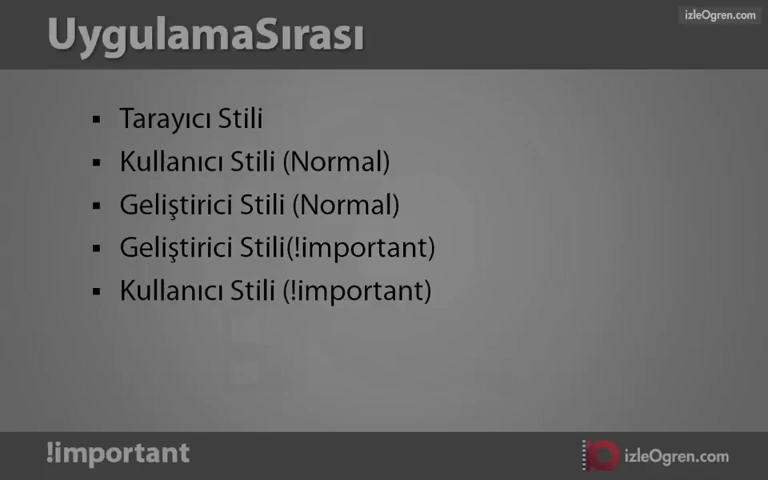 izleOgren.com
UygulamaSırası
Tarayıcı Stili
Kullanıcı Stili (Normal)
Geliştirici Stili (Normal)
Geliştirici Stili(!important)
Kullanıcı Stili (!important)
!important
izleOgren.com